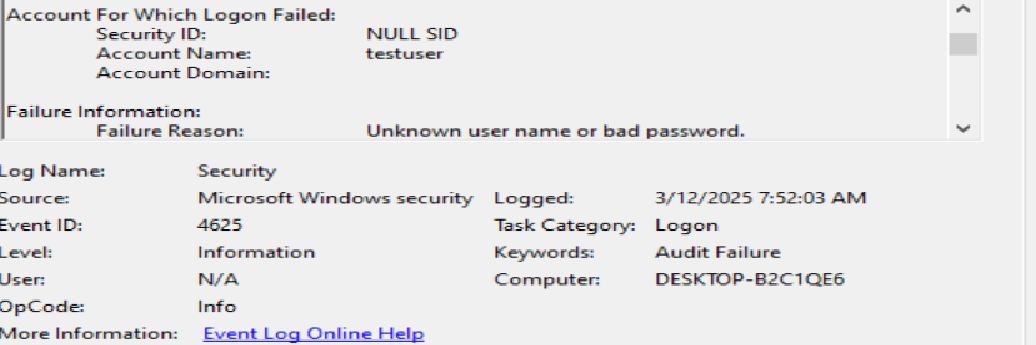 Account For Which Logon Failed:
Security ID: NULL SID
Account Name: testuser
Account Domain:
Failure Information:
Failure Reason: Unknown user name or bad password.
Log Name: Security
Source: Microsoft Windows security Logged: 3/12/2025 7:52:03 AM
Event ID: 4625 Task Category: Logon
Level: Information Keywords: Audit Failure
User: N/A Computer: DESKTOP-B2C1QE6
OpCode: Info
More Information: Event Log Online Help